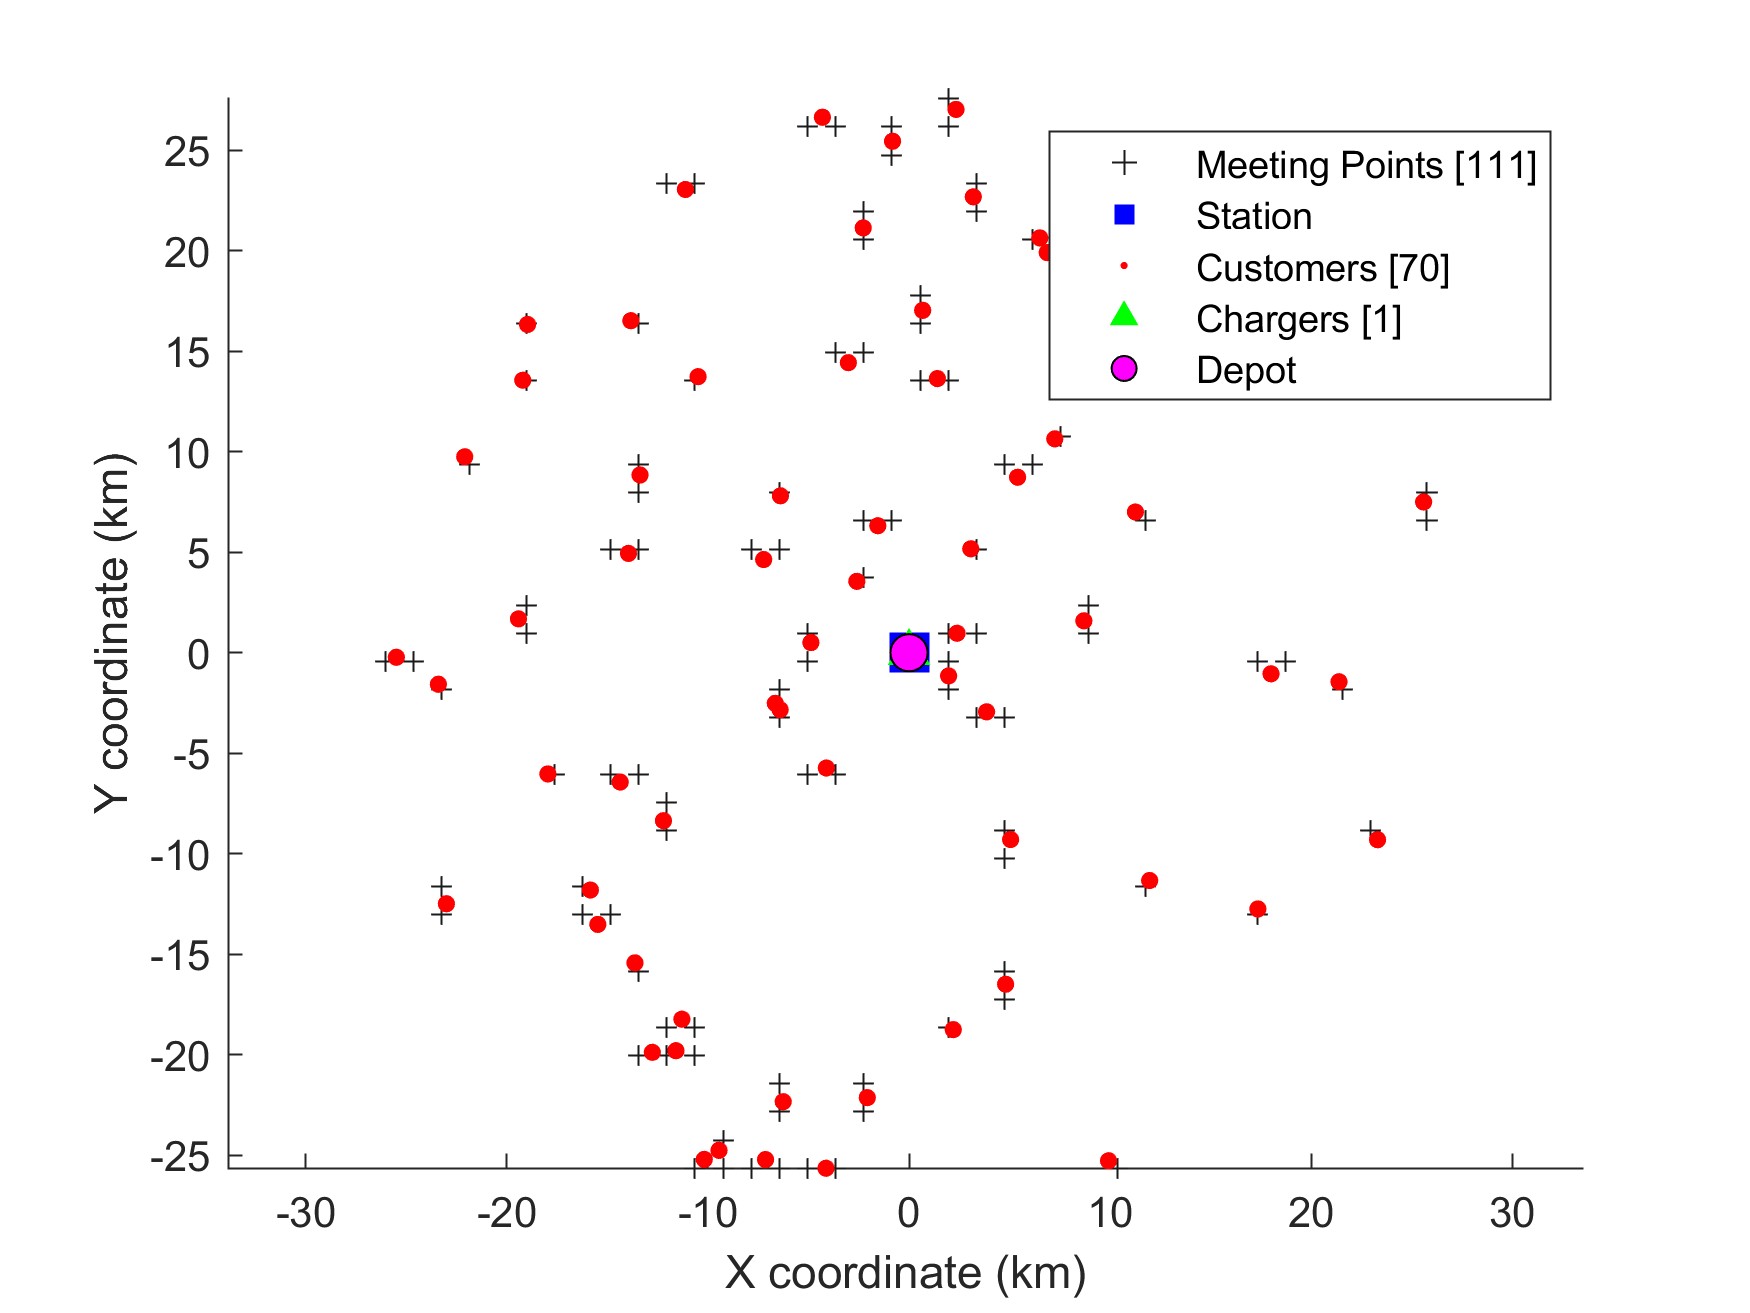 25
20
15
10
5
0
-5
-10
-15
-20
-25
Y coordinate (km)
Meeting Points [111]
Station
Customers [70]
Chargers [1]
Depot
-30 -20 -10 0 10 20 30
X coordinate (km)